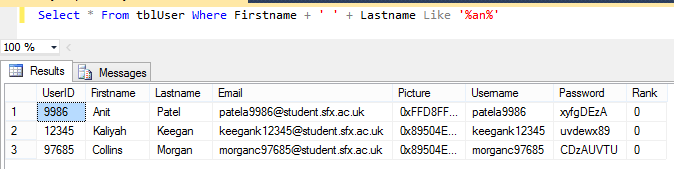 Select * From tblUser Where Firstname + ' ' + Lastname Like '%an%'
100 %
Results Messages
UserID Firstname Lastname Email Picture Username Password Rank
1 9986 Anit Patel patela9986@student.sfx.ac.uk 0xFFD8FF... patela9986 xyfgDEzA 0
2 12345 Kaliyah Keegan keegank12345@student.sfx.ac.uk 0x89504E... keegank12345 uvdewx89 0
3 97685 Collins Morgan morganc97685@student.sfx.ac.uk 0x89504E... morganc97685 CDzAUVTU 0